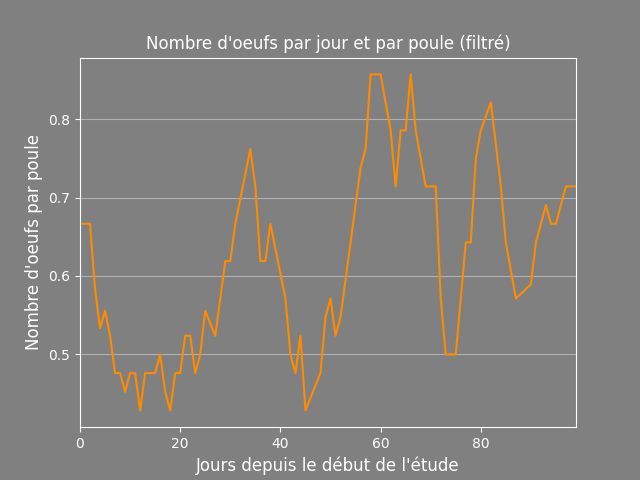 Nombre d'oeufs par jour et par poule (filtré)
Nombre d'oeufs par poule
0.8
0.7
0.6
0.5
0 20 40 60 80
Jours depuis le début de l'étude